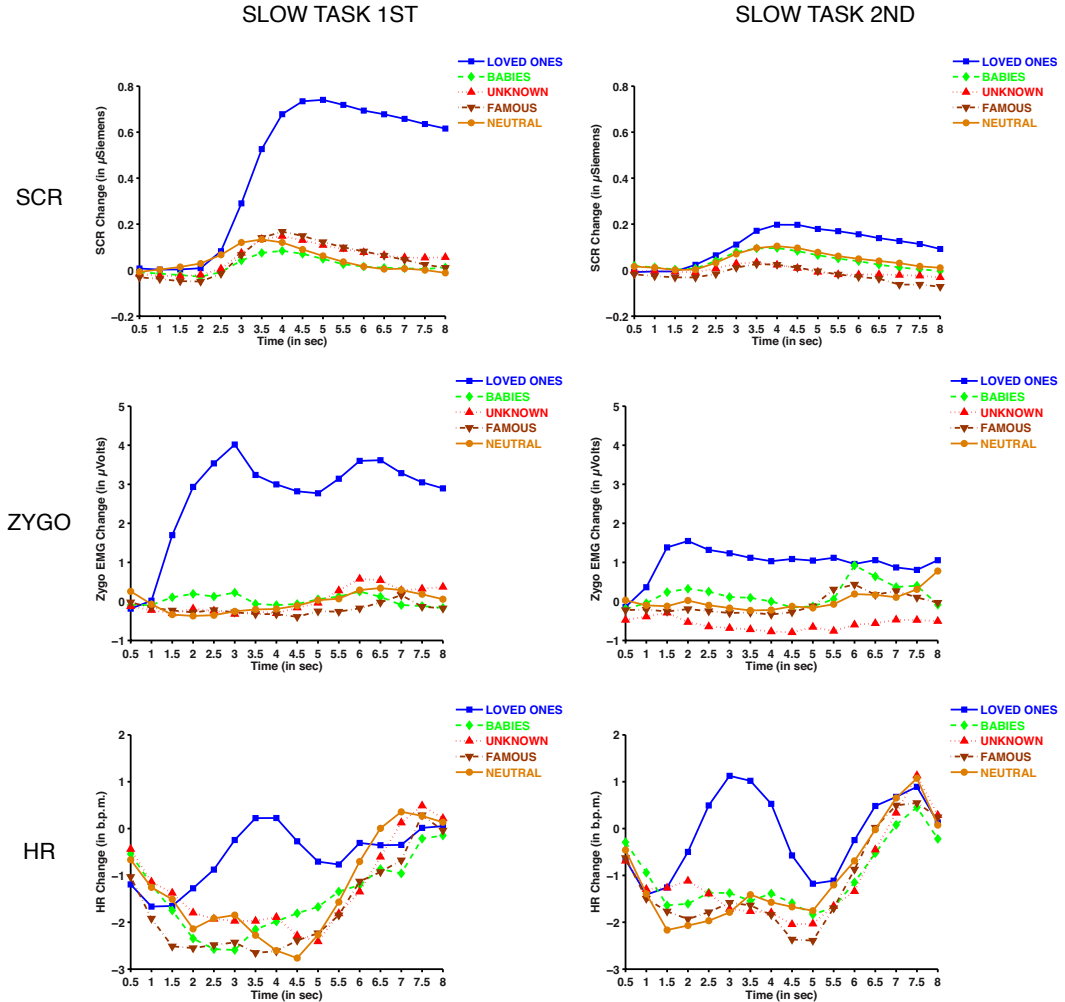 SLOW TASK 1ST
SLOW TASK 2ND
SCR
SCR Change (in µSiemens)
0.8
0.6
0.4
0.2
0
−0.2
0.5 1 1.5 2 2.5 3 3.5 4 4.5 5 5.5 6 6.5 7 7.5 8
Time (in sec)
LOVED ONES
BABIES
UNKNOWN
FAMOUS
NEUTRAL
SCR Change (in µSiemens)
0.8
0.6
0.4
0.2
0
−0.2
0.5 1 1.5 2 2.5 3 3.5 4 4.5 5 5.5 6 6.5 7 7.5 8
Time (in sec)
LOVED ONES
BABIES
UNKNOWN
FAMOUS
NEUTRAL
ZYGO
Zygo EMG Change (in µVolts)
5
4
3
2
1
0
−1
0.5 1 1.5 2 2.5 3 3.5 4 4.5 5 5.5 6 6.5 7 7.5 8
Time (in sec)
LOVED ONES
BABIES
UNKNOWN
FAMOUS
NEUTRAL
Zygo EMG Change (in µVolts)
5
4
3
2
1
0
−1
0.5 1 1.5 2 2.5 3 3.5 4 4.5 5 5.5 6 6.5 7 7.5 8
Time (in sec)
LOVED ONES
BABIES
UNKNOWN
FAMOUS
NEUTRAL
HR
HR Change (in b.p.m.)
2
1
0
−1
−2
−3
0.5 1 1.5 2 2.5 3 3.5 4 4.5 5 5.5 6 6.5 7 7.5 8
Time (in sec)
LOVED ONES
BABIES
UNKNOWN
FAMOUS
NEUTRAL
HR Change (in b.p.m.)
2
1
0
−1
−2
−3
0.5 1 1.5 2 2.5 3 3.5 4 4.5 5 5.5 6 6.5 7 7.5 8
Time (in sec)
LOVED ONES
BABIES
UNKNOWN
FAMOUS
NEUTRAL